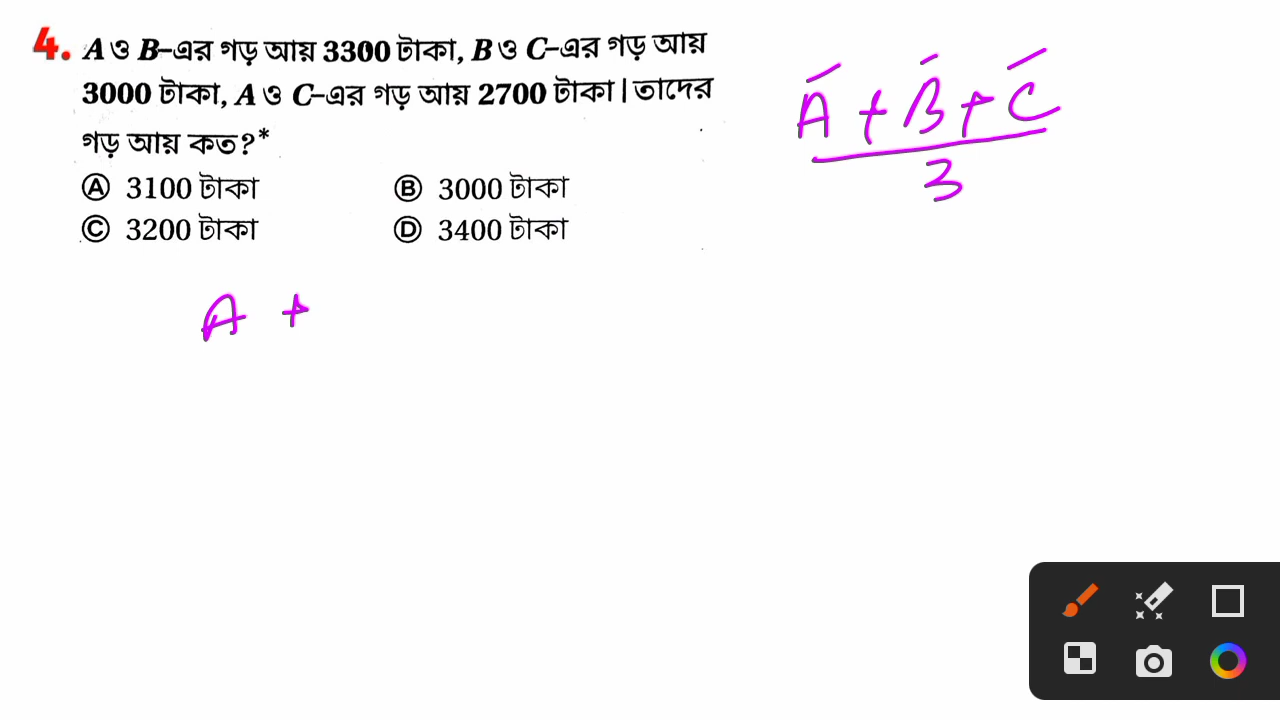 4. A ও B-এর গড় আয় 3300 টাকা, B ও C-এর গড় আয়
3000 টাকা, A ও C-এর গড় আয় 2700 টাকা। তাদের
গড় আয় কত?*
Ⓐ 3100 টাকা Ⓑ 3000 টাকা
Ⓒ 3200 টাকা Ⓓ 3400 টাকা
A + B + C
3
A +